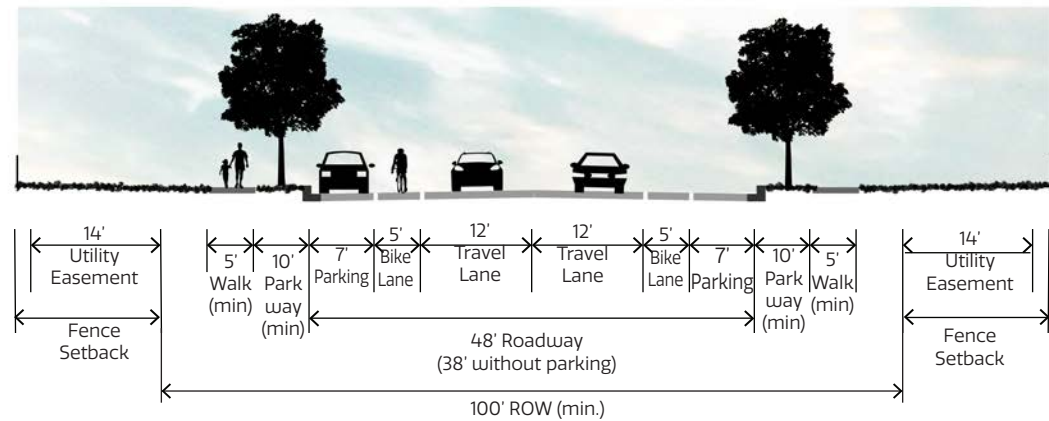 14’
Utility
Easement
5’
Walk
(min)
10’
Park
way
(min)
7’
Parking
5’
Bike
Lane
12’
Travel
Lane
12’
Travel
Lane
5’
Bike
Lane
7’
Parking
10’
Park
way
(min)
5’
Walk
(min)
14’
Utility
Easement
Fence
Setback
48’ Roadway
(38’ without parking)
Fence
Setback
100’ ROW (min.)